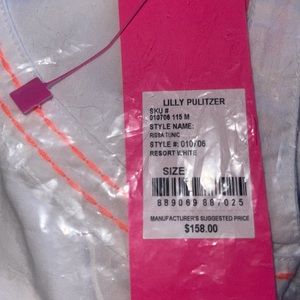 LILLY PULITZER
SKU #
010706 115 M
STYLE NAME:
TUNIC
STYLE #: 010706
RESORT WHITE
SIZE
889069 887025
MANUFACTURER'S SUGGESTED PRICE
$158.00